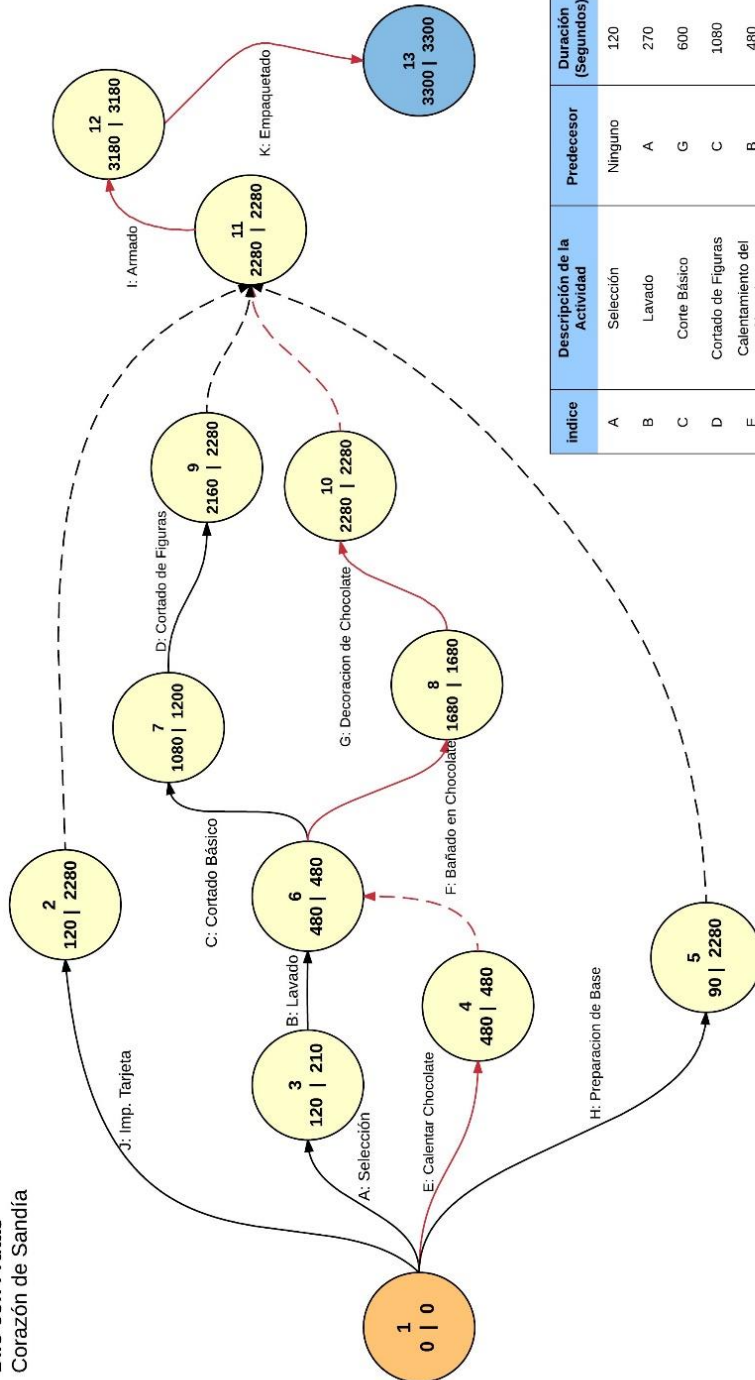 Corazón de Sandía
1
0 | 0
J: Imp. Tarjeta
A: Selección
E: Calentar Chocolate
H: Preparacion de Base
2
120 | 2280
3
120 | 210
B: Lavado
4
480 | 480
5
90 | 2280
6
480 | 480
C: Cortado Básico
F: Bañado en Chocolate
7
1080 | 1200
D: Cortado de Figuras
8
1680 | 1680
G: Decoracion de Chocolate
9
2160 | 2280
10
2280 | 2280
11
2280 | 2280
I: Armado
12
3180 | 3180
K: Empaquetado
13
3300 | 3300
indice Descripción de la Actividad Predecesor Duración (Segundos)
A Selección Ninguno 120
B Lavado A 270
C Corte Básico G 600
D Cortado de Figuras C 1080
Calentamiento del 480